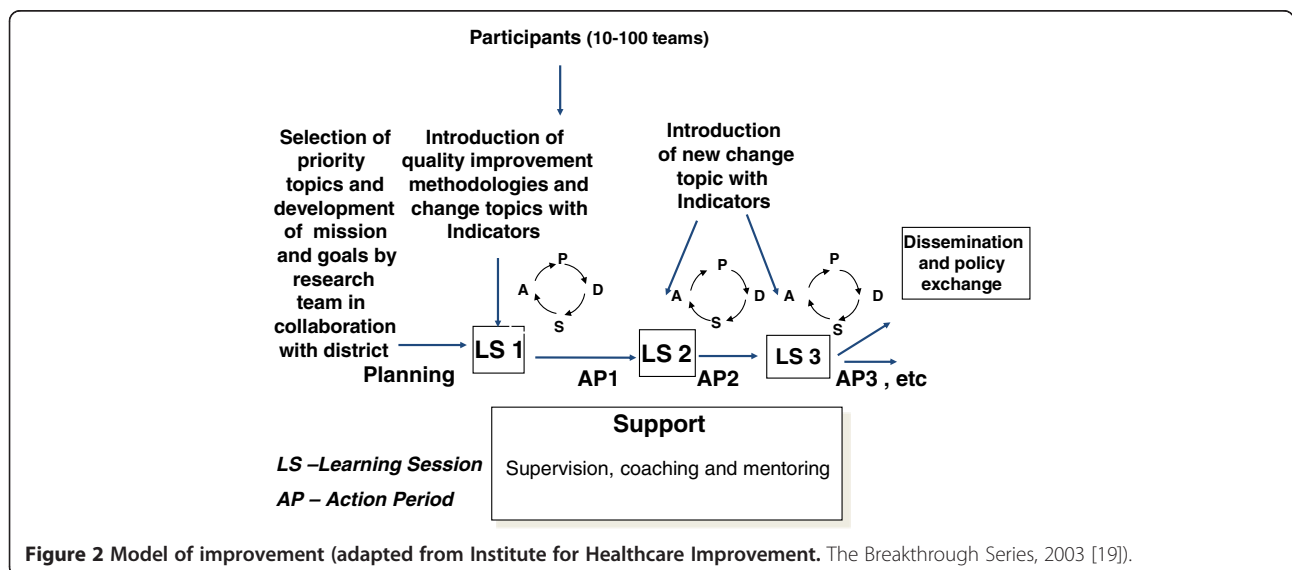 Participants (10-100 teams)
Selection of
priority
topics and
development
of mission
and goals by
research
team in
collaboration
with district
Introduction of
quality improvement
methodologies and
change topics with
Indicators
Introduction
of new change
topic with
Indicators
Dissemination
and policy
exchange
P
A D
S
P
A D
S
P
A D
S
LS 1
LS 2
LS 3
Planning
AP1
AP2
AP3 , etc
Support
Supervision, coaching and mentoring
LS –Learning Session
AP – Action Period
Figure 2 Model of improvement (adapted from Institute for Healthcare Improvement. The Breakthrough Series, 2003 [19]).